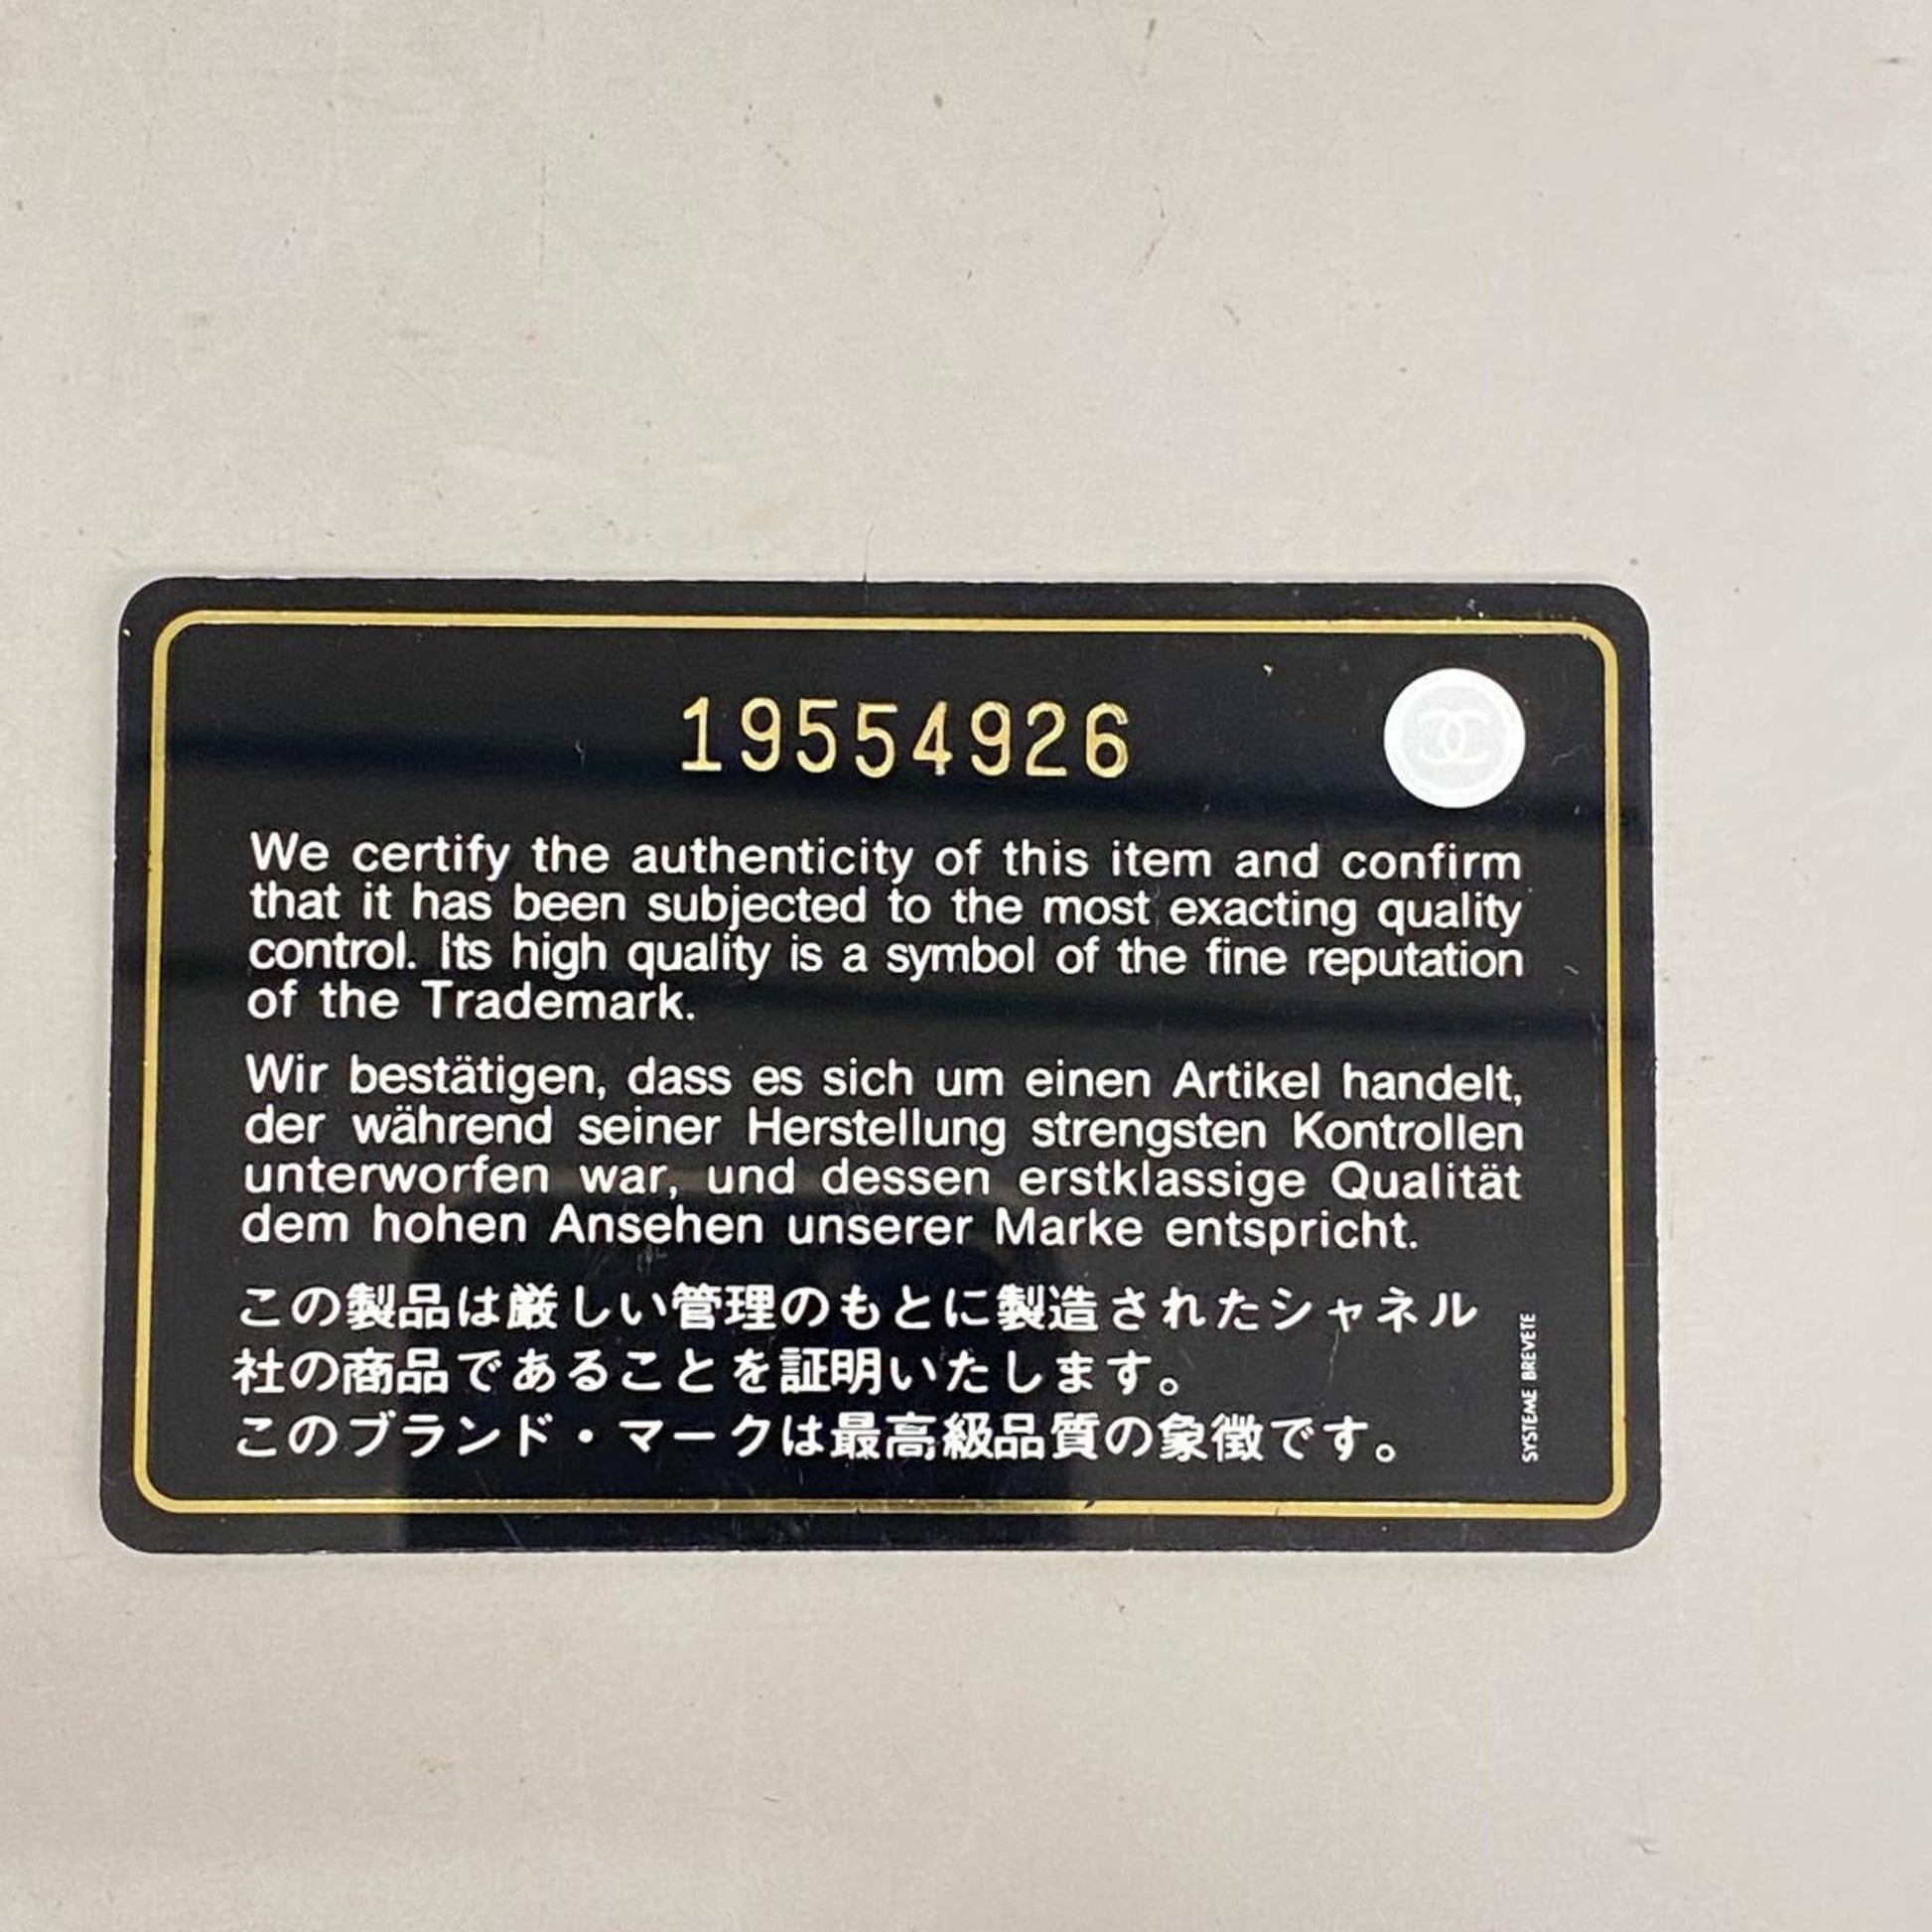 19554926
We certify the authenticity of this item and confirm
that it has been subjected to the most exacting quality
control. Its high quality is a symbol of the fine reputation
of the Trademark.
Wir bestätigen, dass es sich um einen Artikel handelt,
der während seiner Herstellung strengsten Kontrollen
unterworfen war, und dessen erstklassige Qualität
dem hohen Ansehen unserer Marke entspricht.
この製品は厳しい管理のもとに製造されたシャネル
社の商品であることを証明いたします。
このブランド・マークは最高級品質の象徴です。
SYSTEME BREVETE